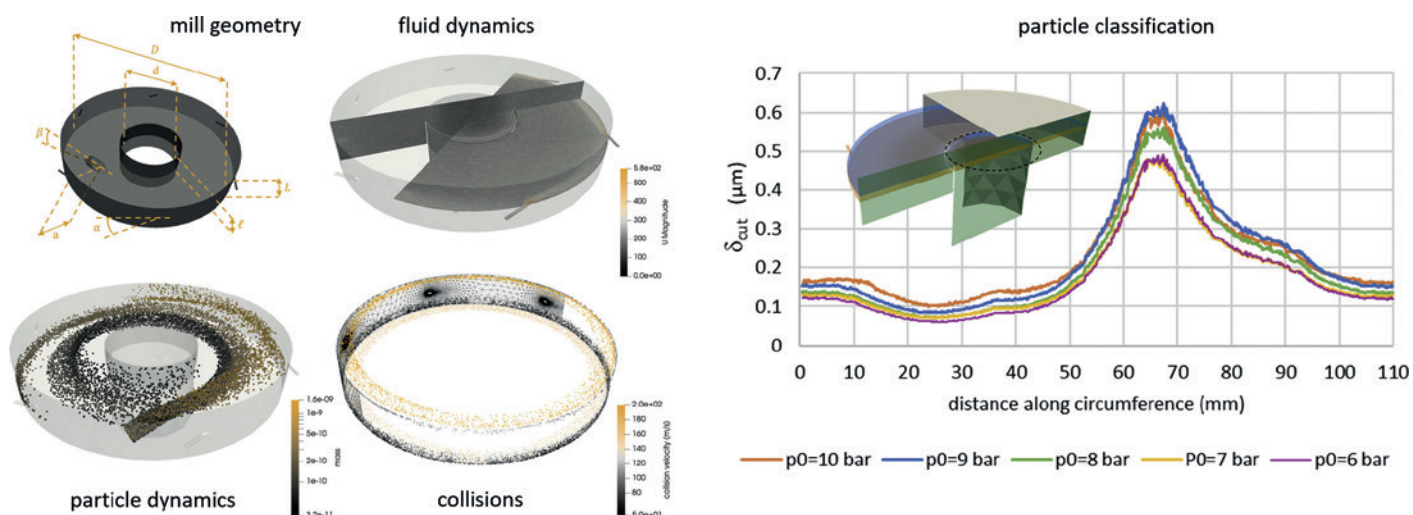 mill geometry
fluid dynamics
D
d
β
L
a
α
ℓ
5.8e+02
600
500
400
300
200
100
0.0e+00
U Magnitude
1.6e-09
1e-9
5e-10
2e-10
1e-10
mass
2.0e+02
180
160
140
120
100
80
5.0e+01
collision velocity (m/s)
particle dynamics
collisions
particle classification
δcut (μm)
0.7
0.6
0.5
0.4
0.3
0.2
0.1
0
0 10 20 30 40 50 60 70 80 90 100 110
distance along circumference (mm)
p0=10 bar p0=9 bar p0=8 bar P0=7 bar p0=6 bar